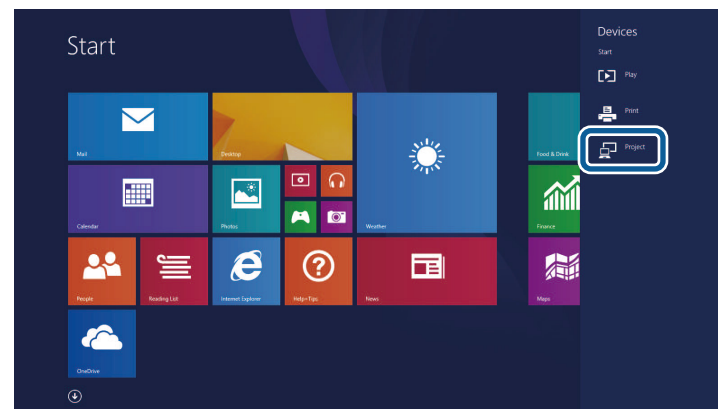 Start
Mail
Desktop
Calendar
Photos
Weather
People
Reading List
Internet Explorer
Help+Tips
News
OneDrive
Food & Drink
Finance
Maps
Devices
Start
Play
Print
Project